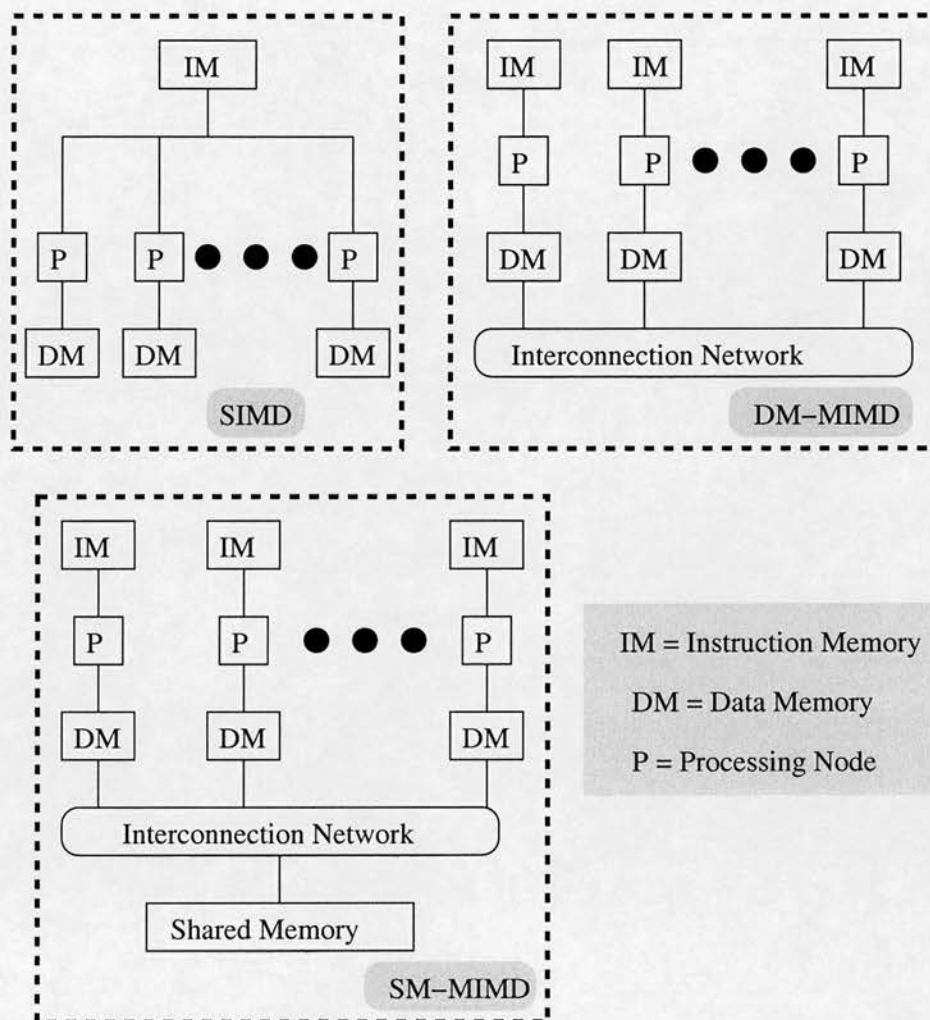 IM
P P P
DM DM DM
SIMD
IM IM IM
P P P
DM DM DM
Interconnection Network
DM−MIMD
IM IM IM
P P P
DM DM DM
Interconnection Network
Shared Memory
SM−MIMD
IM = Instruction Memory
DM = Data Memory
P = Processing Node